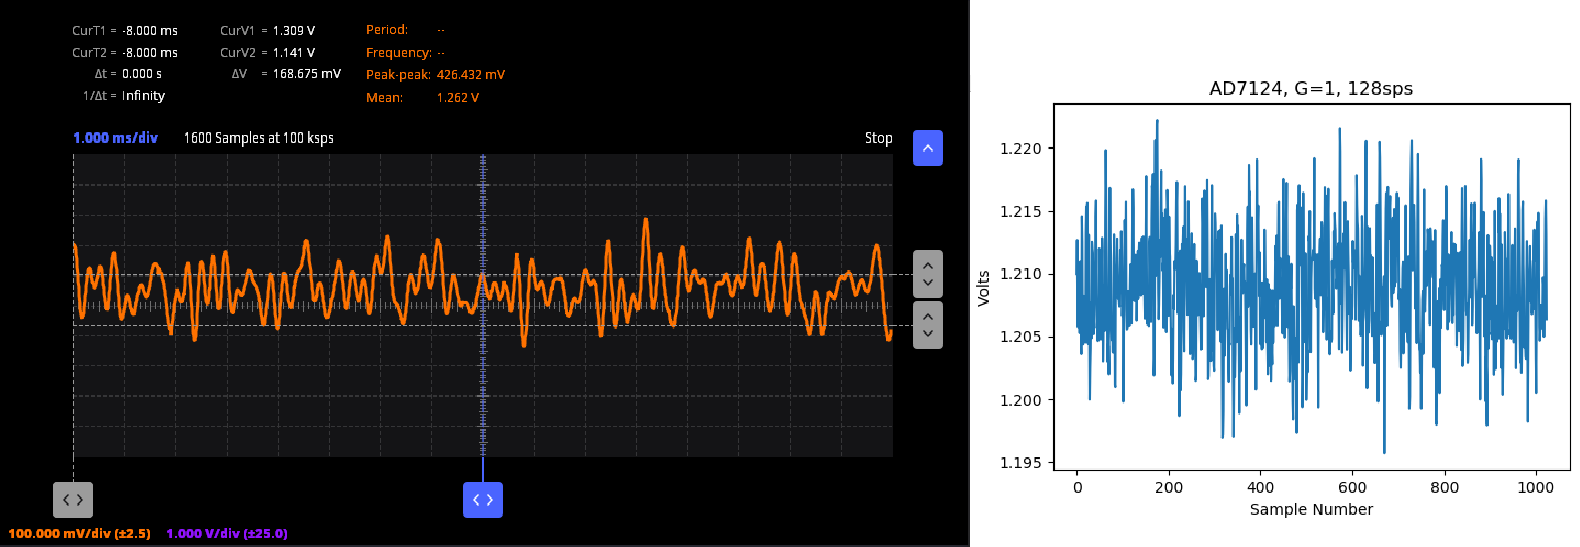 CurT1 = -8.000 ms CurV1 = 1.309 V Period: --
CurT2 = -8.000 ms CurV2 = 1.141 V Frequency: --
Δt = 0.000 s ΔV = 168.675 mV Peak-peak: 426.432 mV
1/Δt = Infinity Mean: 1.262 V
1.000 ms/div 1600 Samples at 100 ksps Stop
100.000 mV/div (±2.5) 1.000 V/div (±25.0)
AD7124, G=1, 128sps
Volts
1.220
1.215
1.210
1.205
1.200
1.195
0 200 400 600 800 1000
Sample Number